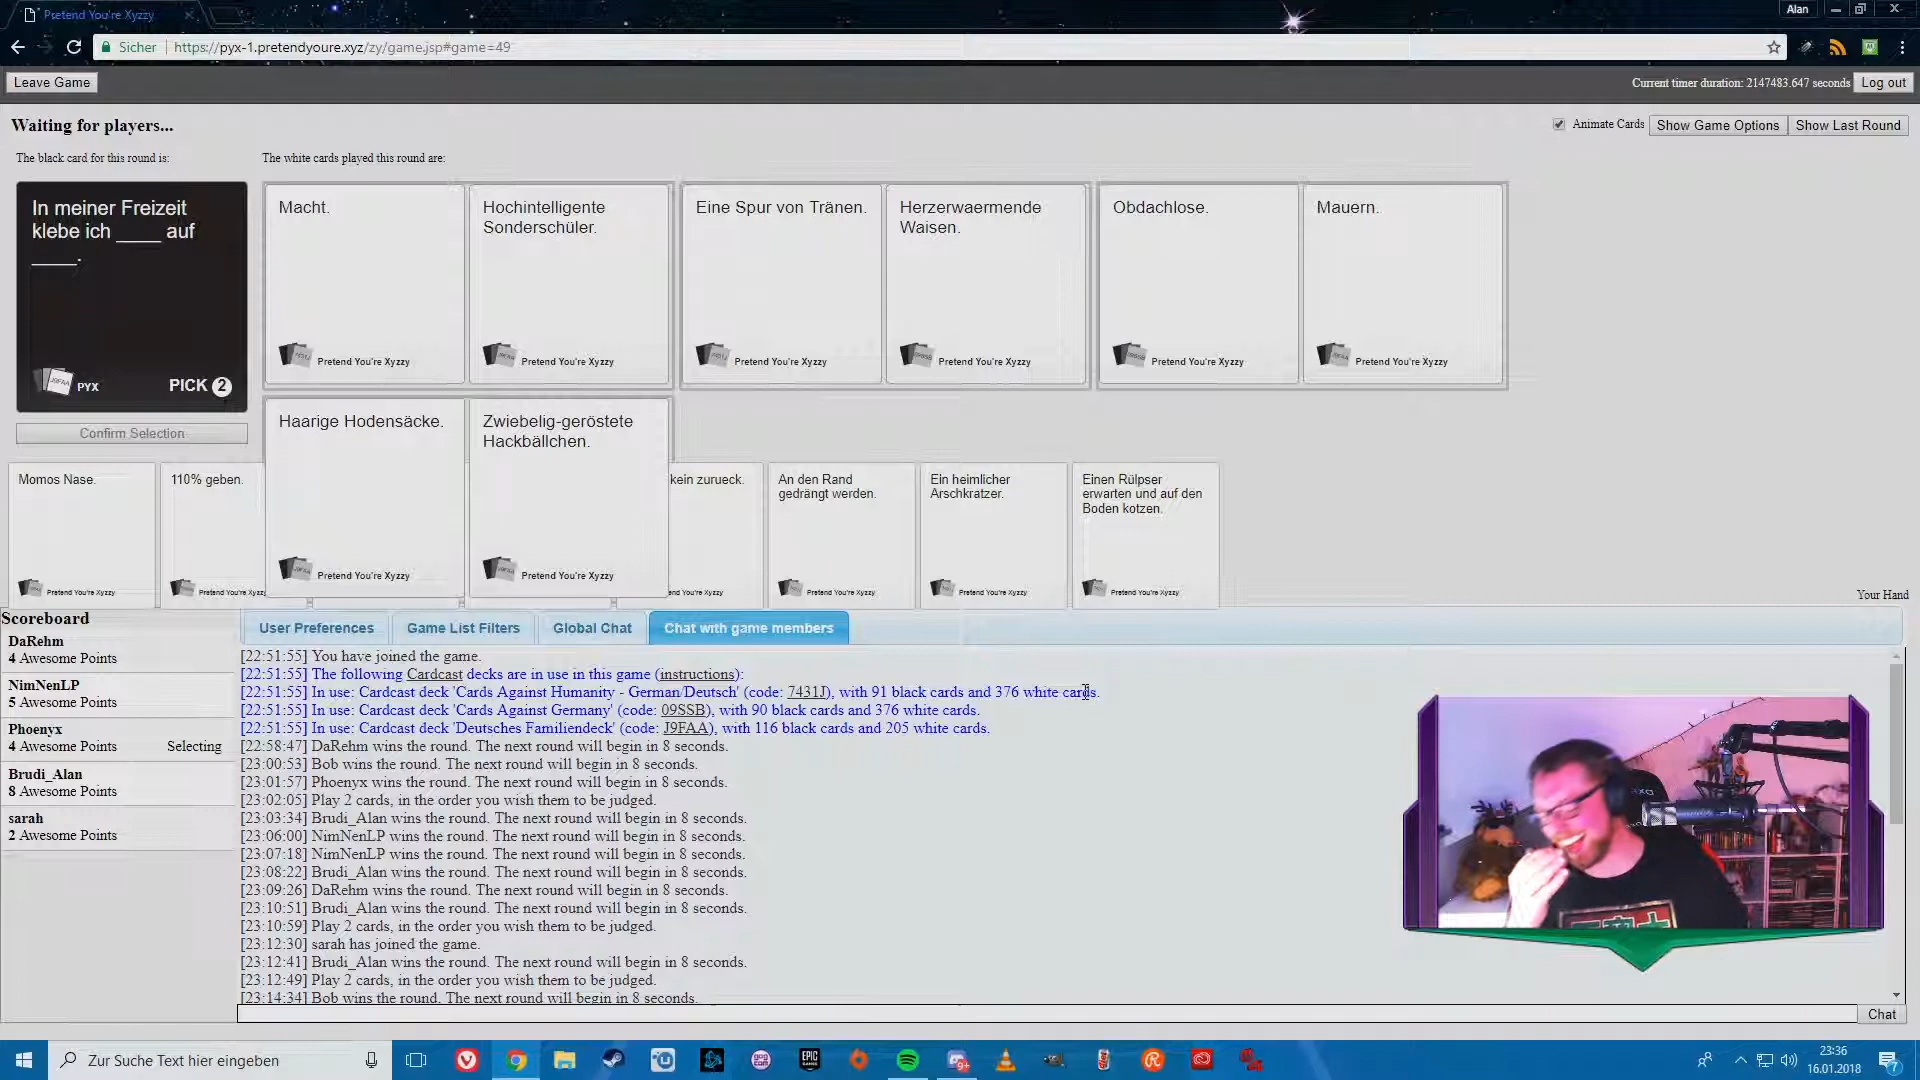 Pretend You're Xyzzy
Alan
Sicher
https://pyx-1.pretendyoure.xyz/zy/game.jsp#game=49
Leave Game
Current timer duration: 2147483.647 seconds
Log out
Waiting for players...
Animate Cards
Show Game Options
Show Last Round
The black card for this round is:
The white cards played this round are:
In meiner Freizeit
klebe ich ____ auf
____.
PYX
PICK 2
Macht.
Pretend You're Xyzzy
Hochintelligente
Sonderschüler.
Pretend You're Xyzzy
Eine Spur von Tränen.
Pretend You're Xyzzy
Herzerwaermende
Waisen.
Pretend You're Xyzzy
Obdachlose.
Pretend You're Xyzzy
Mauern.
Pretend You're Xyzzy
Haarige Hodensäcke.
Pretend You're Xyzzy
Zwiebelig-geröstete
Hackbällchen.
Pretend You're Xyzzy
Confirm Selection
Momos Nase.
Pretend You're Xyzzy
110% geben.
Pretend You're Xyzzy
kein zurueck.
You're Xyzzy
An den Rand
gedrängt werden.
Pretend You're Xyzzy
Ein heimlicher
Arschkratzer.
Pretend You're Xyzzy
Einen Rülpser
erwarten und auf den
Boden kotzen.
Pretend You're Xyzzy
Your Hand
Scoreboard
DaRehm
4 Awesome Points
NimNenLP
5 Awesome Points
Phoenyx
4 Awesome Points Selecting
Brudi_Alan
8 Awesome Points
sarah
2 Awesome Points
User Preferences
Game List Filters
Global Chat
Chat with game members
[22:51:55] You have joined the game.
[22:51:55] The following Cardcast decks are in use in this game (instructions):
[22:51:55] In use: Cardcast deck 'Cards Against Humanity - German/Deutsch' (code: 7431J), with 91 black cards and 376 white cards.
[22:51:55] In use: Cardcast deck 'Cards Against Germany' (code: 09SSB), with 90 black cards and 376 white cards.
[22:51:55] In use: Cardcast deck 'Deutsches Familiendeck' (code: J9FAA), with 116 black cards and 205 white cards.
[22:58:47] DaRehm wins the round. The next round will begin in 8 seconds.
[23:00:53] Bob wins the round. The next round will begin in 8 seconds.
[23:01:57] Phoenyx wins the round. The next round will begin in 8 seconds.
[23:02:05] Play 2 cards, in the order you wish them to be judged.
[23:03:34] Brudi_Alan wins the round. The next round will begin in 8 seconds.
[23:06:00] NimNenLP wins the round. The next round will begin in 8 seconds.
[23:07:18] NimNenLP wins the round. The next round will begin in 8 seconds.
[23:08:22] Brudi_Alan wins the round. The next round will begin in 8 seconds.
[23:09:26] DaRehm wins the round. The next round will begin in 8 seconds.
[23:10:51] Brudi_Alan wins the round. The next round will begin in 8 seconds.
[23:10:59] Play 2 cards, in the order you wish them to be judged.
[23:12:30] sarah has joined the game.
[23:12:41] Brudi_Alan wins the round. The next round will begin in 8 seconds.
[23:12:49] Play 2 cards, in the order you wish them to be judged.
[23:14:34] Bob wins the round. The next round will begin in 8 seconds.
Chat
Zur Suche Text hier eingeben
23:36
16.01.2018